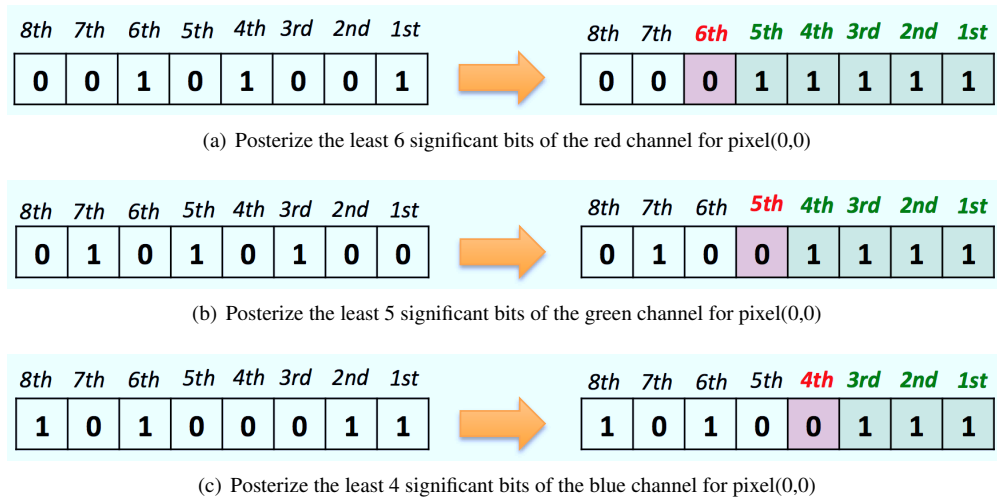 8th 7th 6th 5th 4th 3rd 2nd 1st 8th 7th 6th 5th 4th 3rd 2nd 1st
0 0 1 0 1 0 0 1 0 0 0 1 1 1 1 1
(a) Posterize the least 6 significant bits of the red channel for pixel(0,0)
8th 7th 6th 5th 4th 3rd 2nd 1st 8th 7th 6th 5th 4th 3rd 2nd 1st
0 1 0 1 0 1 0 0 0 1 0 0 1 1 1 1
(b) Posterize the least 5 significant bits of the green channel for pixel(0,0)
8th 7th 6th 5th 4th 3rd 2nd 1st 8th 7th 6th 5th 4th 3rd 2nd 1st
1 0 1 0 0 0 1 1 1 0 1 0 0 1 1 1
(c) Posterize the least 4 significant bits of the blue channel for pixel(0,0)